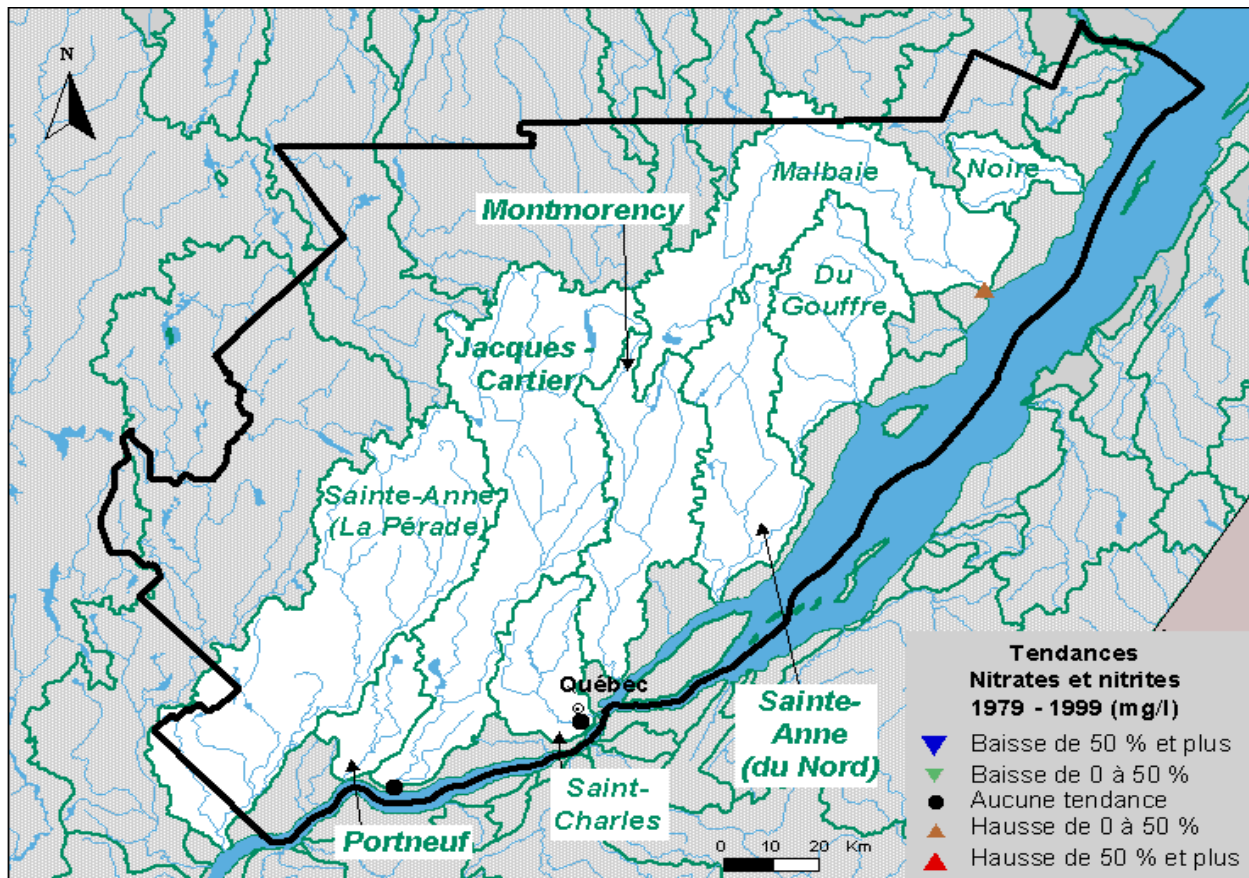 N
Malbaie
Noire
Montmorency
Du
Gouffre
Jacques -
Cartier
Sainte-Anne
(La Pérade)
Québec
Sainte-
Anne
(du Nord)
Saint-
Charles
Portneuf
0 10 20 Km
Tendances
Nitrates et nitrites
1979 - 1999 (mg/l)
Baisse de 50 % et plus
Baisse de 0 à 50 %
Aucune tendance
Hausse de 0 à 50 %
Hausse de 50 % et plus